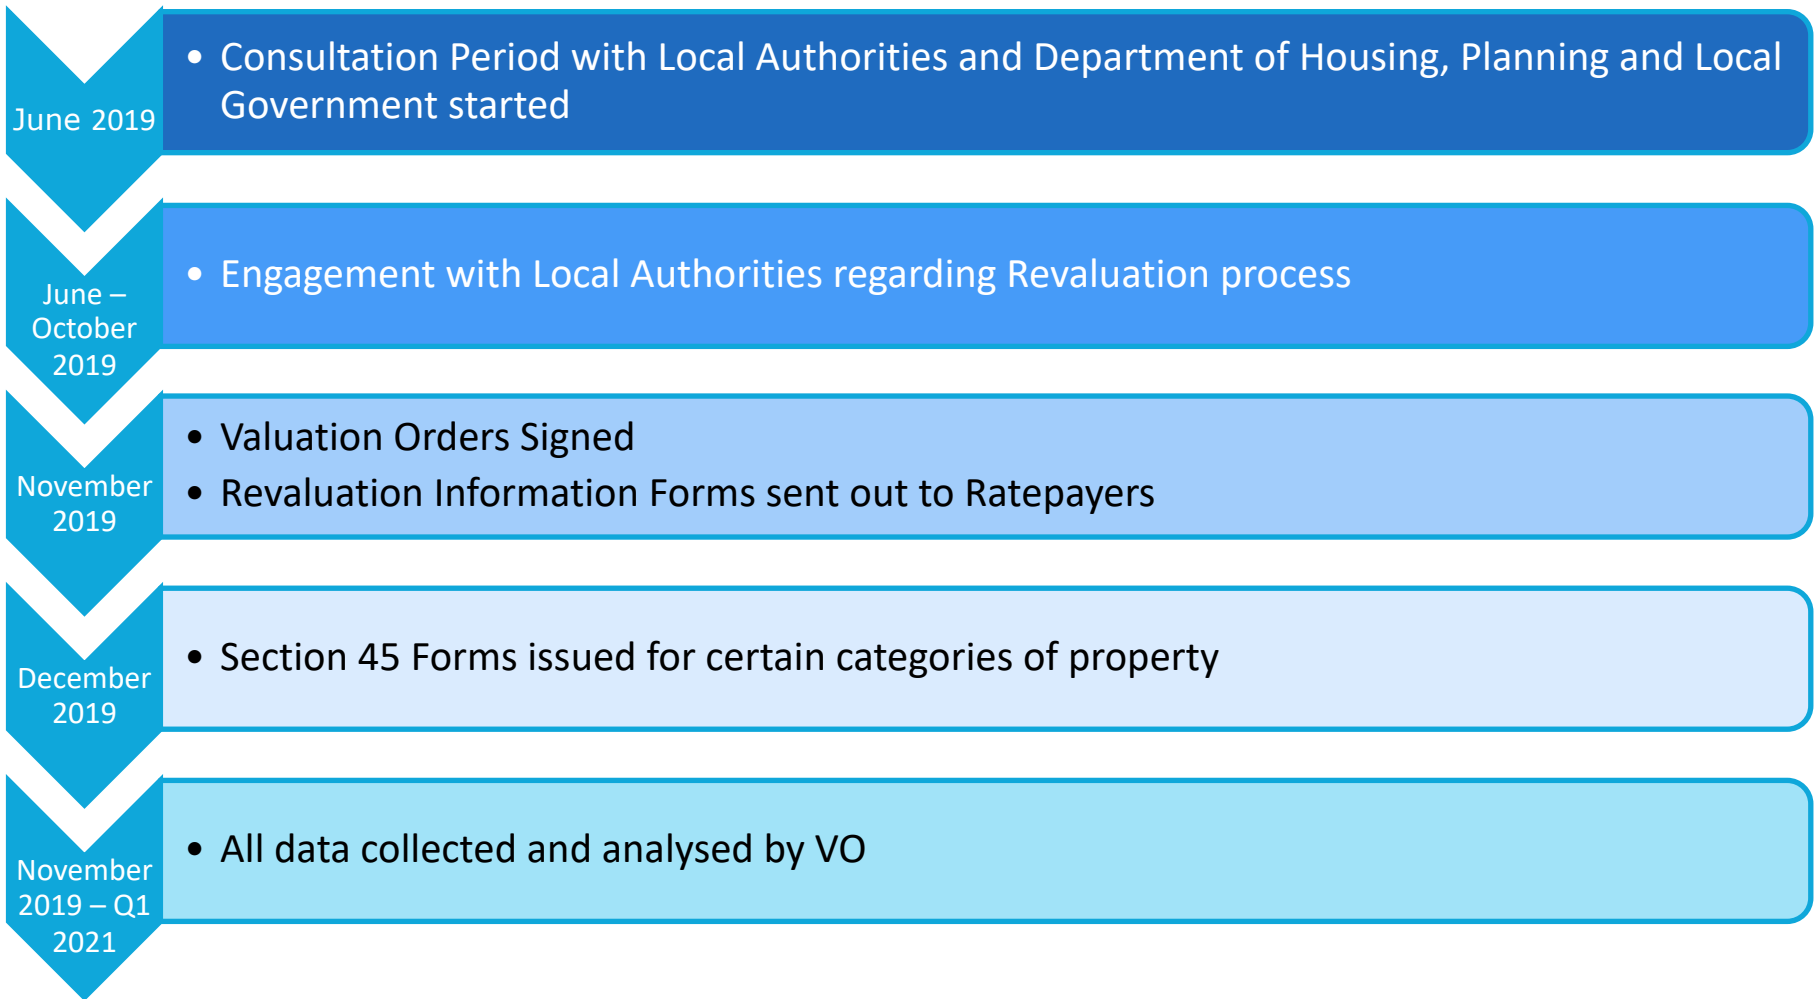 June 2019
• Consultation Period with Local Authorities and Department of Housing, Planning and Local
Government started
June –
October
2019
• Engagement with Local Authorities regarding Revaluation process
November
2019
• Valuation Orders Signed
• Revaluation Information Forms sent out to Ratepayers
December
2019
• Section 45 Forms issued for certain categories of property
November
2019 – Q1
2021
• All data collected and analysed by VO